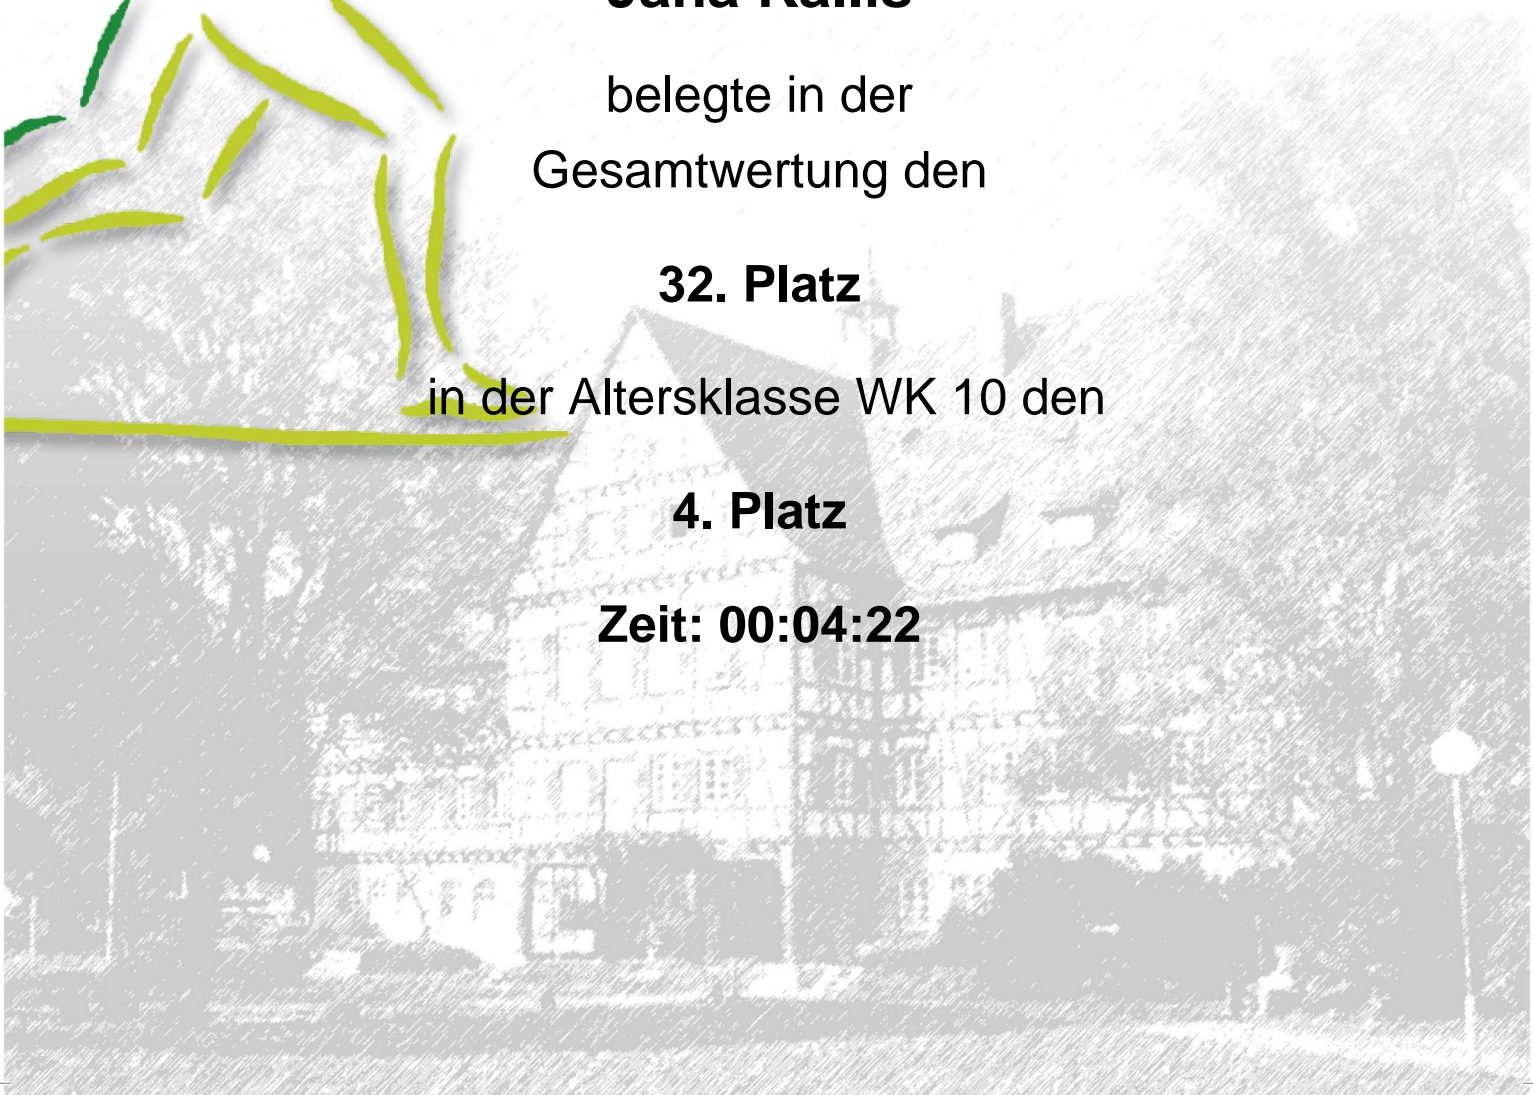 belegte in der
Gesamtwertung den
32. Platz
in der Altersklasse WK 10 den
4. Platz
Zeit: 00:04:22